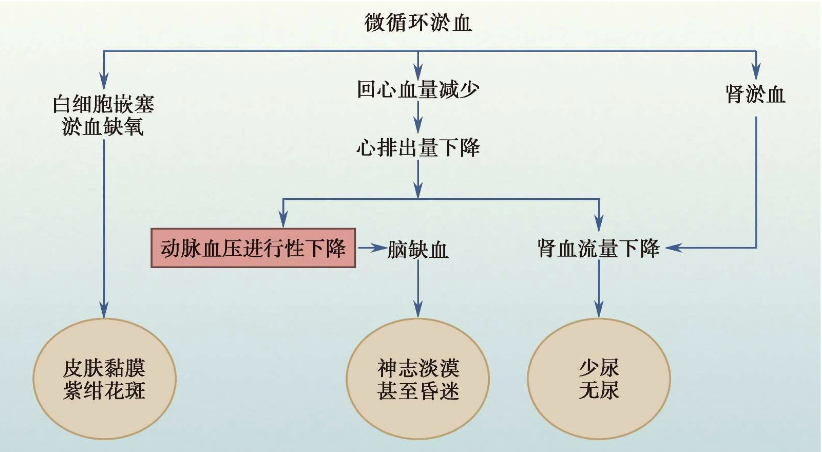 微循环淤血
白细胞嵌塞
淤血缺氧
回心血量减少
肾淤血
心排出量下降
动脉血压进行性下降
脑缺血
肾血流量下降
皮肤黏膜
紫绀花斑
神志淡漠
甚至昏迷
少尿
无尿